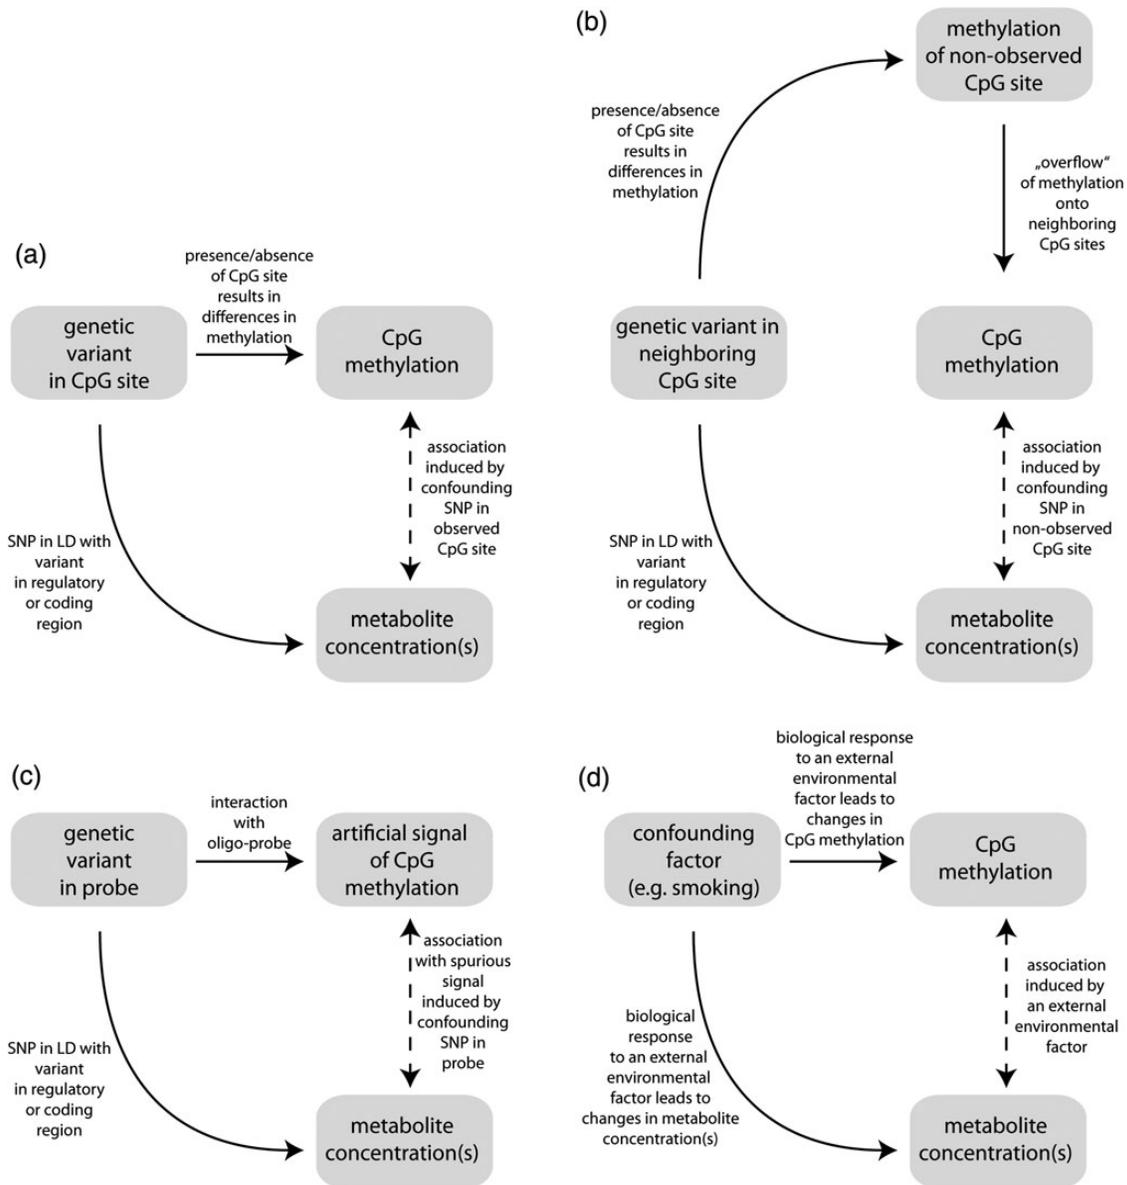 (a)
presence/absence
of CpG site
results in
differences in
methylation
genetic
variant
in CpG site
CpG
methylation
SNP in LD with
variant
in regulatory
or coding
region
association
induced by
confounding
SNP in
observed
CpG site
metabolite
concentration(s)
(b)
methylation
of non-observed
CpG site
presence/absence
of CpG site
results in
differences in
methylation
„overflow“
of methylation
onto
neighboring
CpG sites
genetic variant in
neighboring
CpG site
CpG
methylation
SNP in LD with
variant
in regulatory
or coding
region
association
induced by
confounding
SNP in
non-observed
CpG site
metabolite
concentration(s)
(c)
interaction
with
oligo-probe
genetic
variant
in probe
artificial signal
of CpG
methylation
SNP in LD with
variant
in regulatory
or coding
region
association
with spurious
signal
induced by
confounding
SNP in
probe
metabolite
concentration(s)
(d)
biological response
to an external
environmental
factor leads to
changes in
CpG methylation
confounding
factor
(e.g. smoking)
CpG
methylation
biological
response
to an external
environmental
factor leads to
changes in metabolite
concentration(s)
association
induced by
an external
environmental
factor
metabolite
concentration(s)